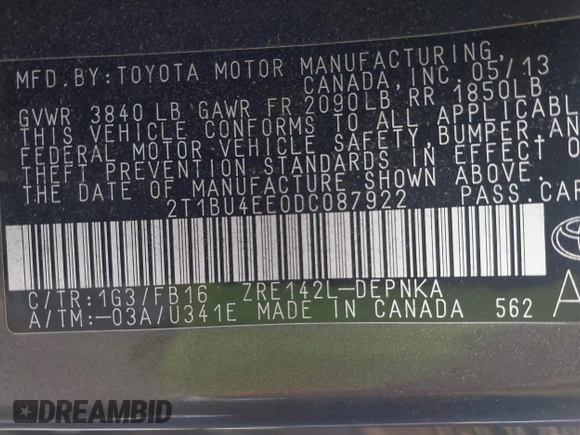 MFD. BY: TOYOTA MOTOR MANUFACTURING,
CANADA, INC. 05/13
GVWR 3840 LB GAWR FR 2090LB RR 1850LB
THIS VEHICLE CONFORMS TO ALL APPLICABL
FEDERAL MOTOR VEHICLE SAFETY, BUMPER AN
THEFT PREVENTION STANDARDS IN EFFECT O
THE DATE OF MANUFACTURE SHOWN ABOVE.
2T1BU4EE0DC087922 PASS.CAR
C/TR:1G3/FB16 ZRE142L-DEPNKA
A/TM:-03A/U341E MADE IN CANADA 562 A
DREAMBID